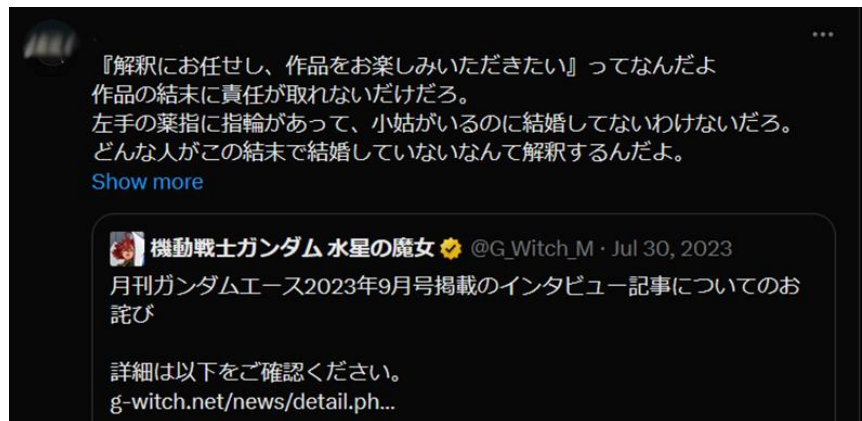 『解釈にお任せし、作品をお楽しみいただきたい』ってなんだよ
作品の結末に責任が取れないだけだろ。
左手の薬指に指輪があって、小姑がいるのに結婚してないわけないだろ。
どんな人がこの結末で結婚していないなんて解釈するんだよ。
Show more
機動戦士ガンダム 水星の魔女 @G_Witch_M · Jul 30, 2023
月刊ガンダムエース2023年9月号掲載のインタビュー記事についてのお
詫び
詳細は以下をご確認ください。
g-witch.net/news/detail.ph...